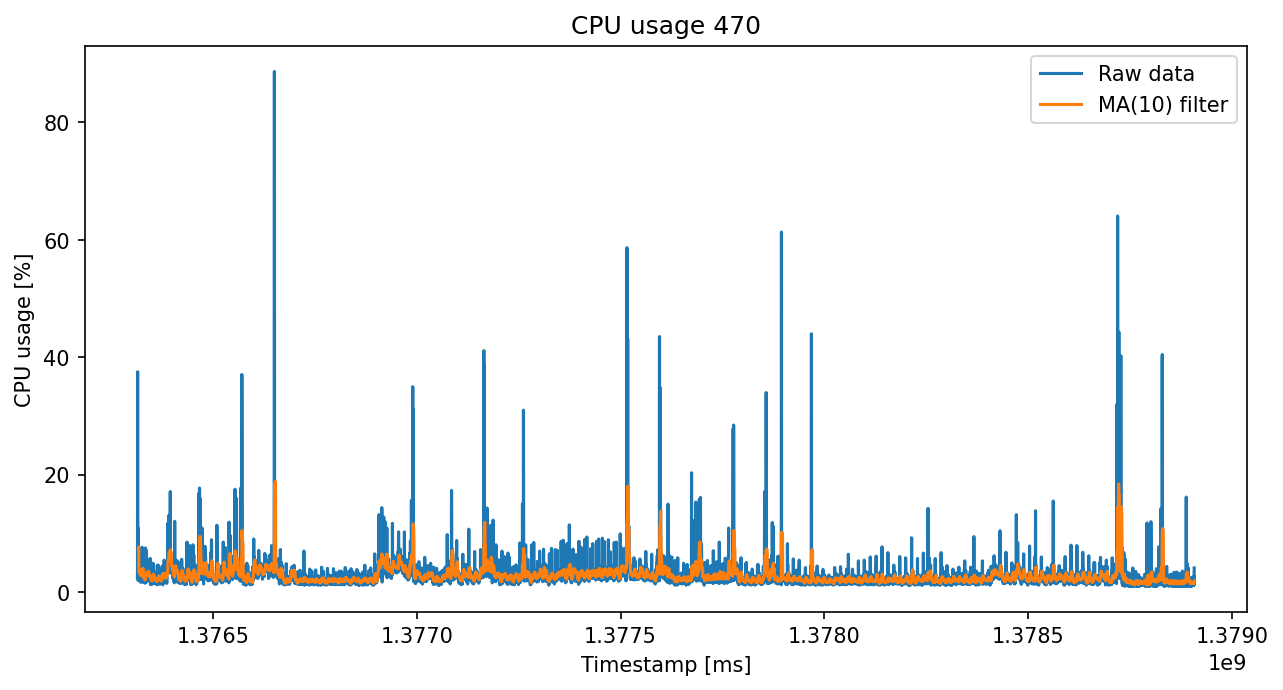 CPU usage 470
Raw data
MA(10) filter
CPU usage [%]
80
60
40
20
0
1.3765 1.3770 1.3775 1.3780 1.3785 1.3790
1e9
Timestamp [ms]